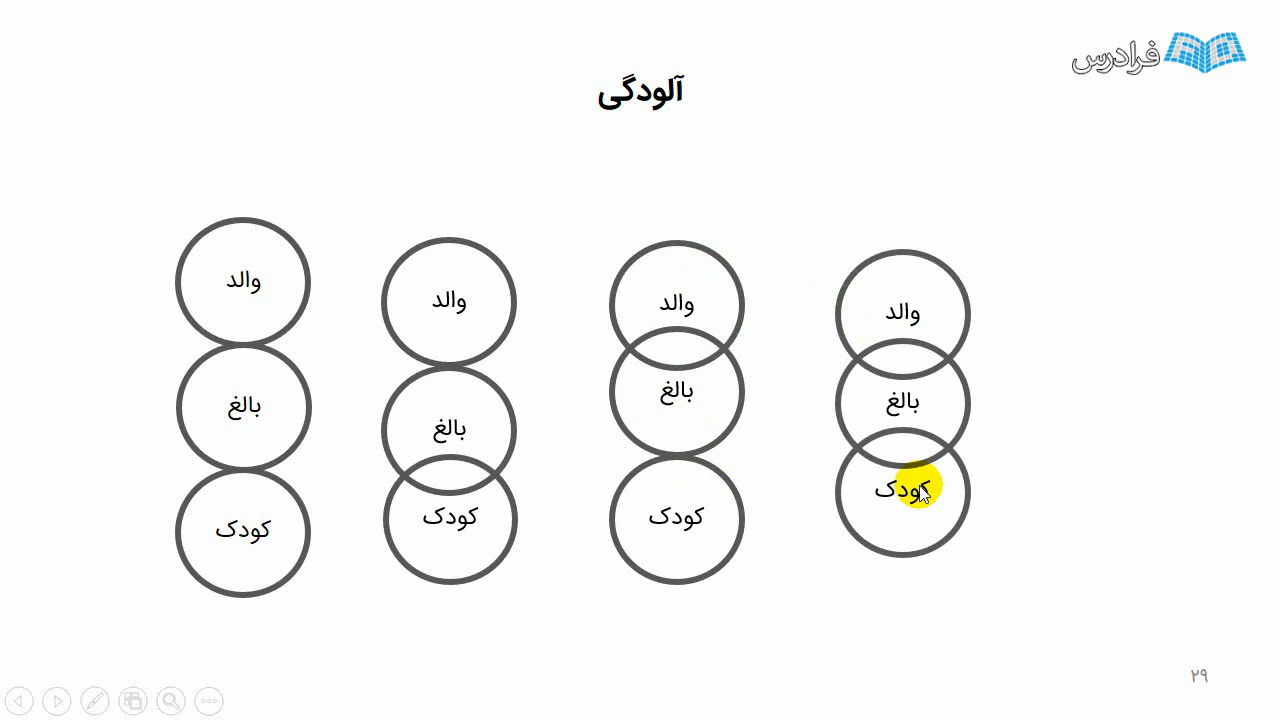 فرادرس
آلودگی
والد
بالغ
کودک
والد
بالغ
کودک
والد
بالغ
کودک
والد
بالغ
کودک
۲۹